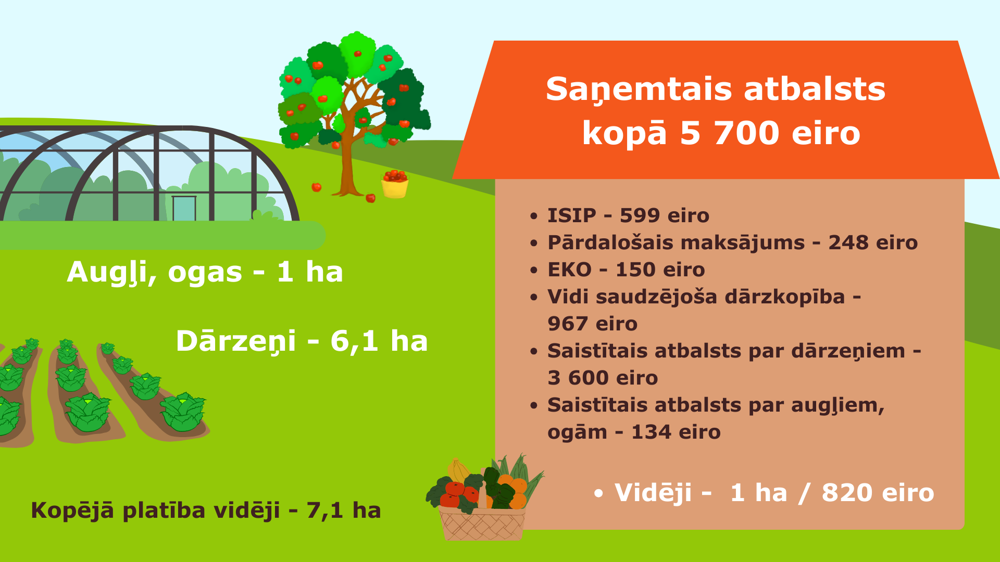 Saņemtais atbalsts
kopā 5 700 eiro
Augļi, ogas - 1 ha
Dārzeņi - 6,1 ha
Kopējā platība vidēji - 7,1 ha
• ISIP - 599 eiro
• Pārdalošais maksājums - 248 eiro
• EKO - 150 eiro
• Vidi saudzējoša dārzkopība -
967 eiro
• Saistītais atbalsts par dārzeņiem -
3 600 eiro
• Saistītais atbalsts par augļiem,
ogām - 134 eiro
• Vidēji - 1 ha / 820 eiro